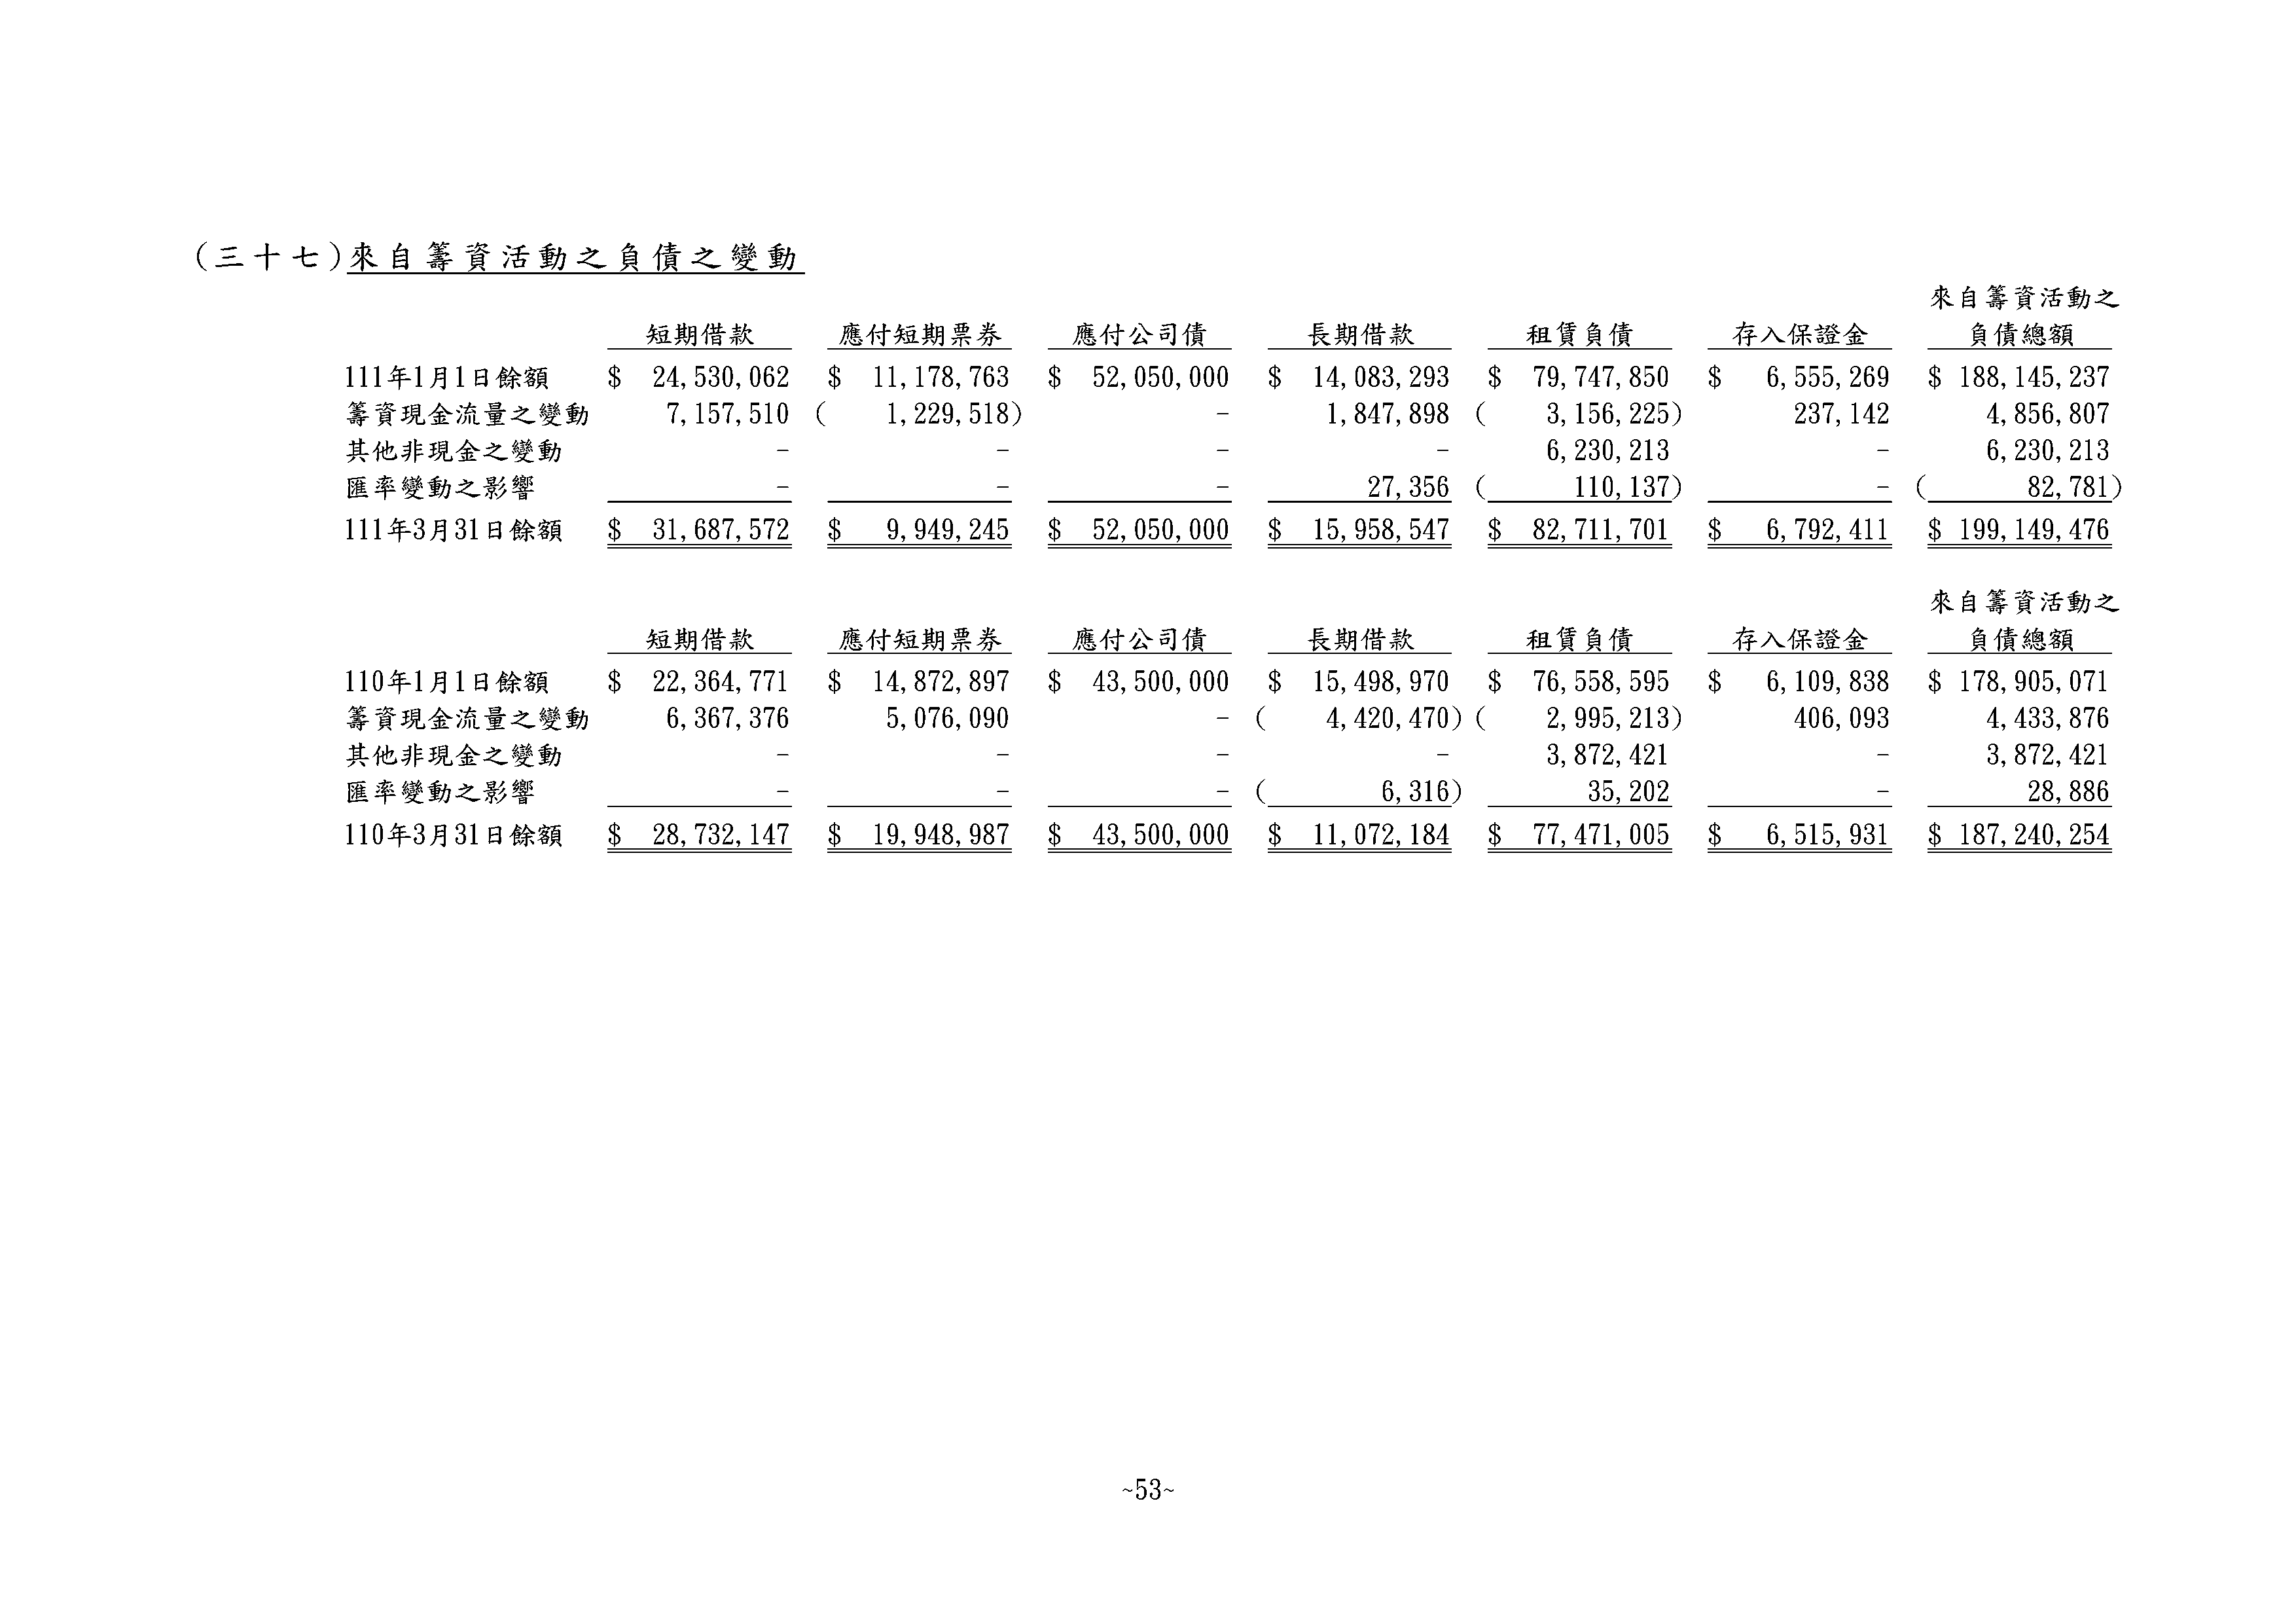 (三十七)來自籌資活動之負債之變動
來自籌資活動之
短期借款 應付短期票券 應付公司債 長期借款 租賃負債 存入保證金 負債總額
111年1月1日餘額 $ 24,530,062 $ 11,178,763 $ 52,050,000 $ 14,083,293 $ 79,747,850 $ 6,555,269 $ 188,145,237
籌資現金流量之變動 7,157,510 ( 1,229,518) - 1,847,898 ( 3,156,225) 237,142 4,856,807
其他非現金之變動 - - - - 6,230,213 - 6,230,213
匯率變動之影響 - - - 27,356 ( 110,137) - ( 82,781)
111年3月31日餘額 $ 31,687,572 $ 9,949,245 $ 52,050,000 $ 15,958,547 $ 82,711,701 $ 6,792,411 $ 199,149,476
來自籌資活動之
短期借款 應付短期票券 應付公司債 長期借款 租賃負債 存入保證金 負債總額
110年1月1日餘額 $ 22,364,771 $ 14,872,897 $ 43,500,000 $ 15,498,970 $ 76,558,595 $ 6,109,838 $ 178,905,071
籌資現金流量之變動 6,367,376 5,076,090 - ( 4,420,470) ( 2,995,213) 406,093 4,433,876
其他非現金之變動 - - - - 3,872,421 - 3,872,421
匯率變動之影響 - - - ( 6,316) 35,202 - 28,886
110年3月31日餘額 $ 28,732,147 $ 19,948,987 $ 43,500,000 $ 11,072,184 $ 77,471,005 $ 6,515,931 $ 187,240,254
~53~